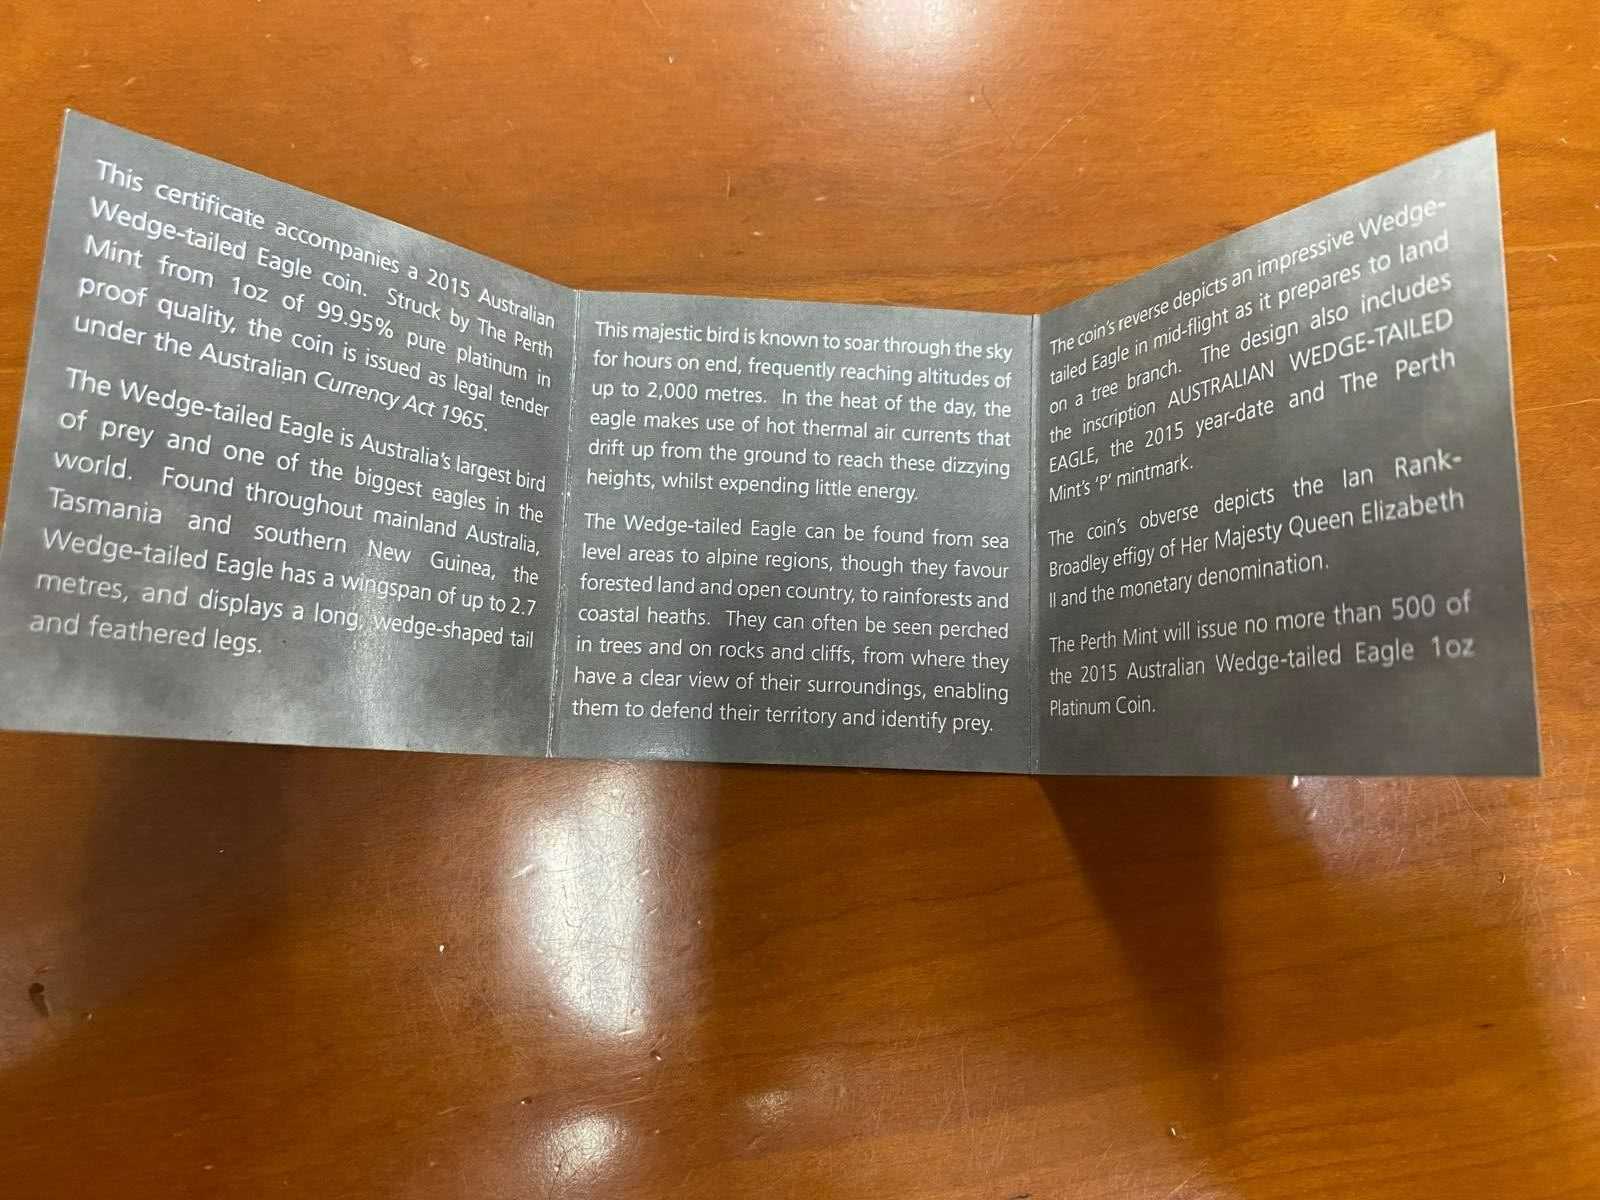 This certificate accompanies a 2015 Australian
Wedge-tailed Eagle coin. Struck by The Perth
Mint from 1oz of 99.95% pure platinum in
proof quality, the coin is issued as legal tender
under the Australian Currency Act 1965.
The Wedge-tailed Eagle is Australia's largest bird
of prey and one of the biggest eagles in the
world. Found throughout mainland Australia,
Tasmania and southern New Guinea, the
Wedge-tailed Eagle has a wingspan of up to 2.7
metres, and displays a long, wedge-shaped tail
and feathered legs.
This majestic bird is known to soar through the sky
for hours on end, frequently reaching altitudes of
up to 2,000 metres. In the heat of the day, the
eagle makes use of hot thermal air currents that
drift up from the ground to reach these dizzying
heights, whilst expending little energy.
The Wedge-tailed Eagle can be found from sea
level areas to alpine regions, though they favour
forested land and open country, to rainforests and
coastal heaths. They can often be seen perched
in trees and on rocks and cliffs, from where they
have a clear view of their surroundings, enabling
them to defend their territory and identify prey.
The coin's reverse depicts an impressive Wedge-
tailed Eagle in mid-flight as it prepares to land
on a tree branch. The design also includes
the inscription AUSTRALIAN WEDGE-TAILED
EAGLE, the 2015 year-date and The Perth
Mint's 'P' mintmark.
The coin's obverse depicts the Ian Rank-
Broadley effigy of Her Majesty Queen Elizabeth
II and the monetary denomination.
The Perth Mint will issue no more than 500 of
the 2015 Australian Wedge-tailed Eagle 1oz
Platinum Coin.